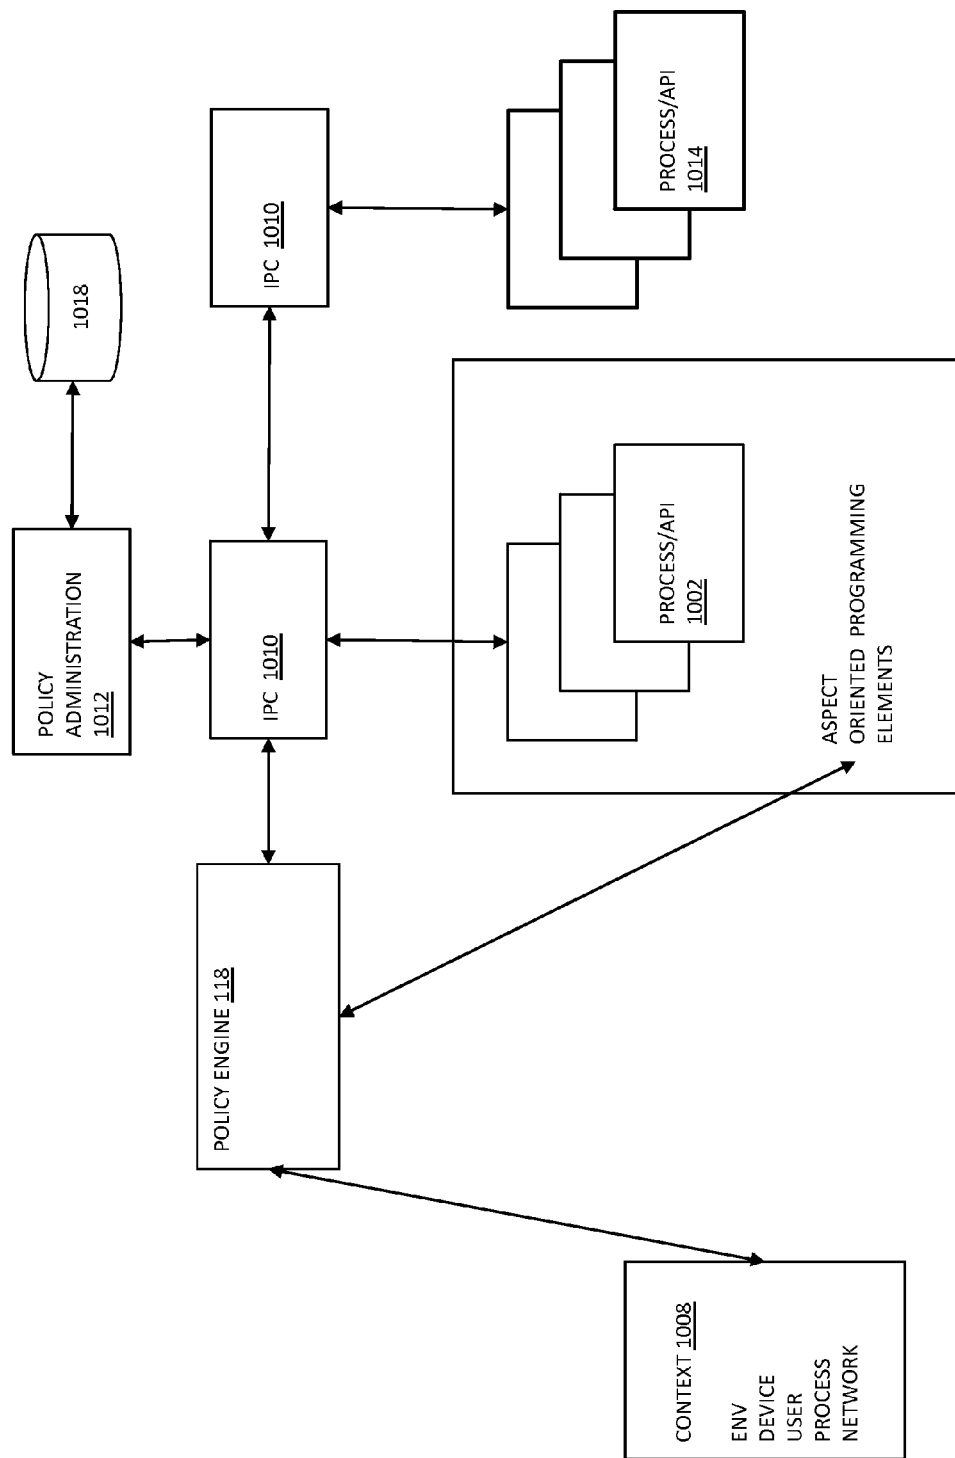 POLICY
ADMINISTRATION
1012
1018
CONTEXT 1008
ENV
DEVICE
USER
PROCESS
NETWORK
POLICY ENGINE 118
IPC 1010
IPC 1010
PROCESS/API
1002
ASPECT
ORIENTED PROGRAMMING
ELEMENTS
PROCESS/API
1014